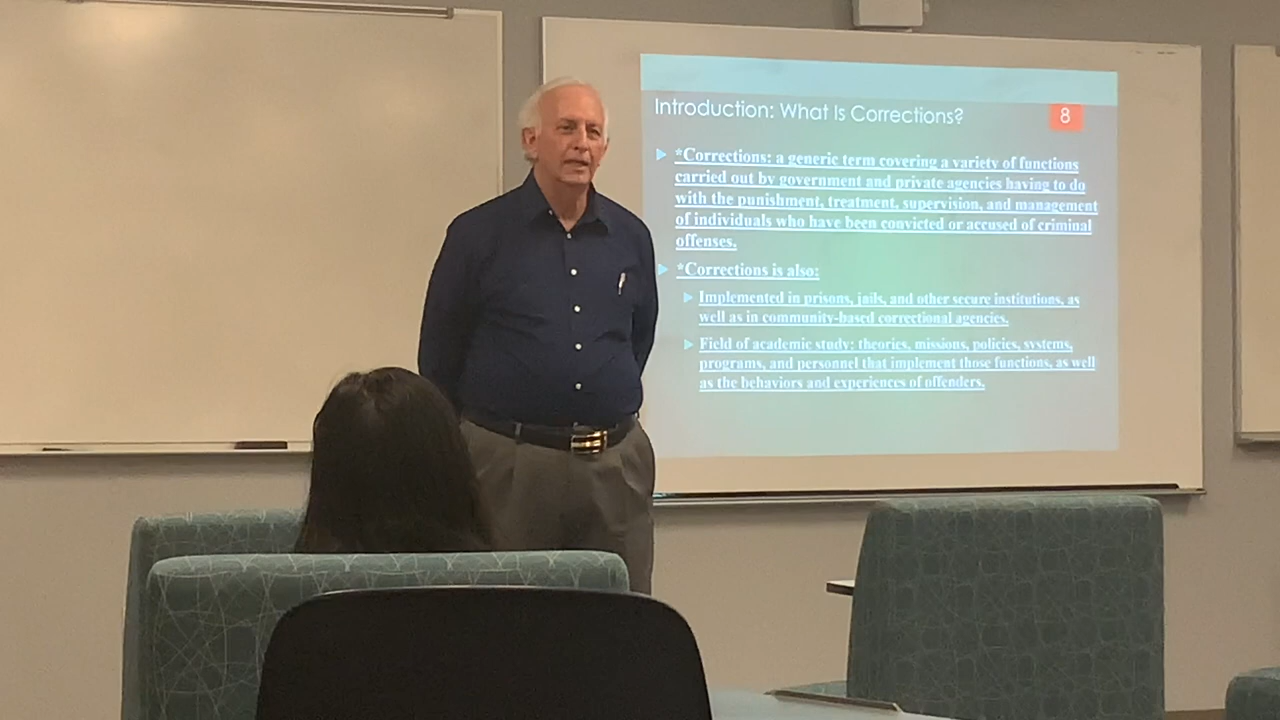 Introduction: What Is Corrections?
8
*Corrections: a generic term covering a variety of functions
carried out by government and private agencies having to do
with the punishment, treatment, supervision, and management
of individuals who have been convicted or accused of criminal
offenses.
*Corrections is also:
Implemented in prisons, jails, and other secure institutions, as
well as in community-based correctional agencies.
Field of academic study: theories, missions, policies, systems,
programs, and personnel that implement those functions, as well
as the behaviors and experiences of offenders.